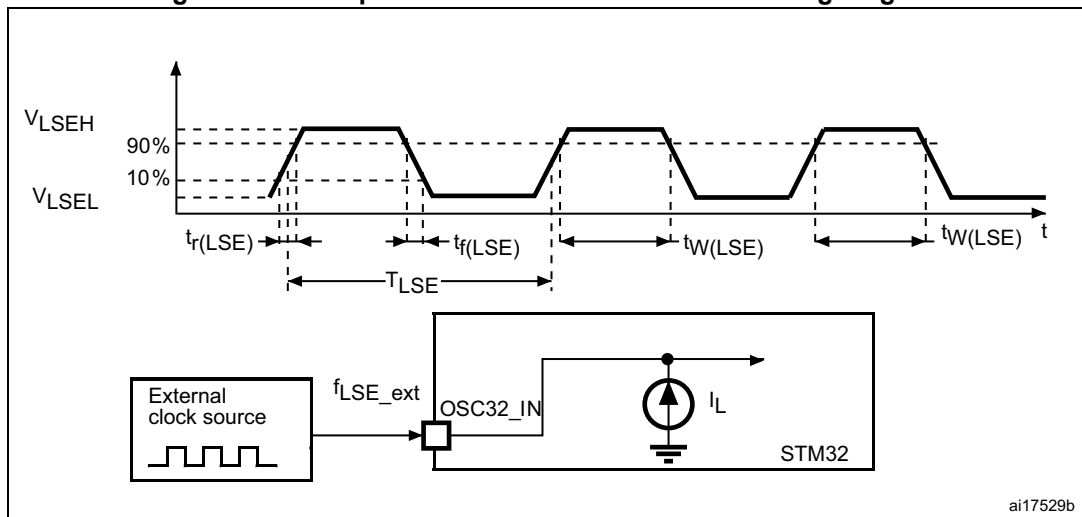 VLSEH
90%
10%
VLSEL
tr(LSE)
tf(LSE)
tW(LSE)
tW(LSE)
t
TLSE
External
clock source
fLSE_ext
OSC32_IN
IL
STM32
ai17529b